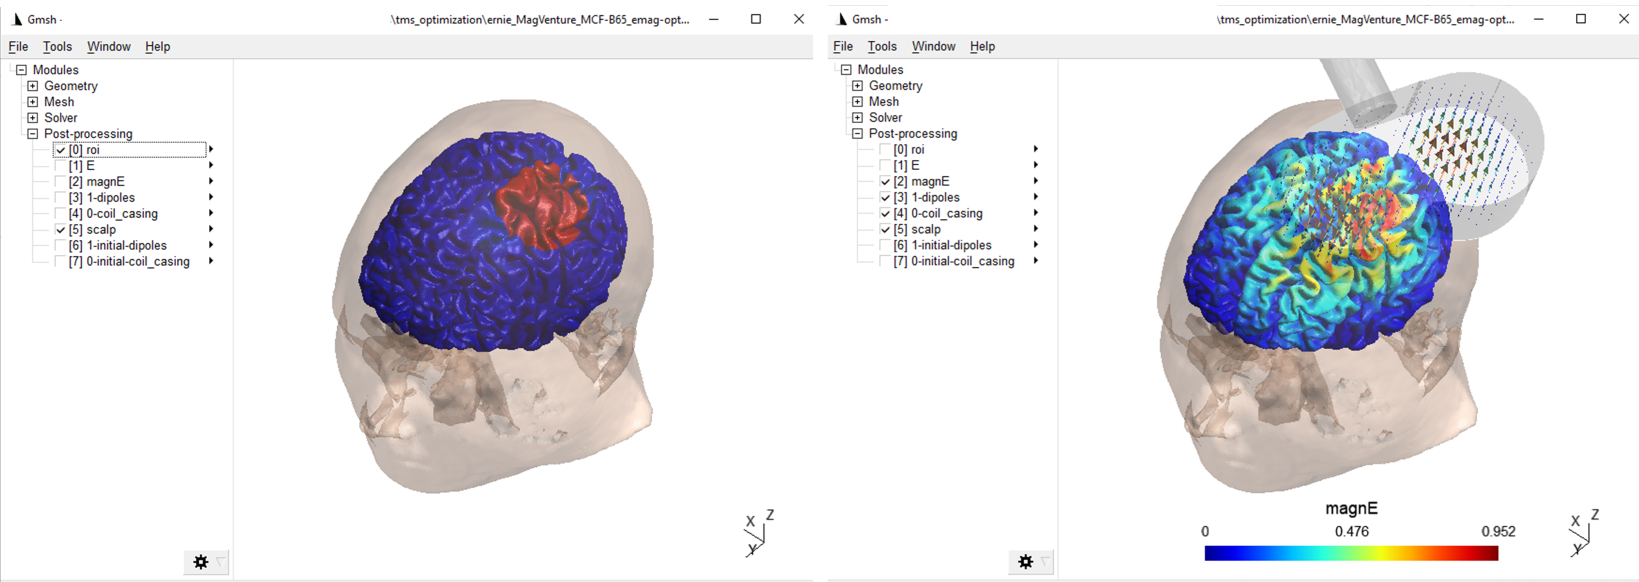 Gmsh - \tms_optimization\ernie_MagVenture_MCF-B65_emag-opt...
File Tools Window Help
Modules
Geometry
Mesh
Solver
Post-processing
[0] roi
[1] E
[2] magnE
[3] 1-dipoles
[4] 0-coil_casing
[5] scalp
[6] 1-initial-dipoles
[7] 0-initial-coil_casing
X Z
Y
Gmsh - \tms_optimization\ernie_MagVenture_MCF-B65_emag-opt...
File Tools Window Help
Modules
Geometry
Mesh
Solver
Post-processing
[0] roi
[1] E
[2] magnE
[3] 1-dipoles
[4] 0-coil_casing
[5] scalp
[6] 1-initial-dipoles
[7] 0-initial-coil_casing
magnE
0 0.476 0.952
X Z
Y